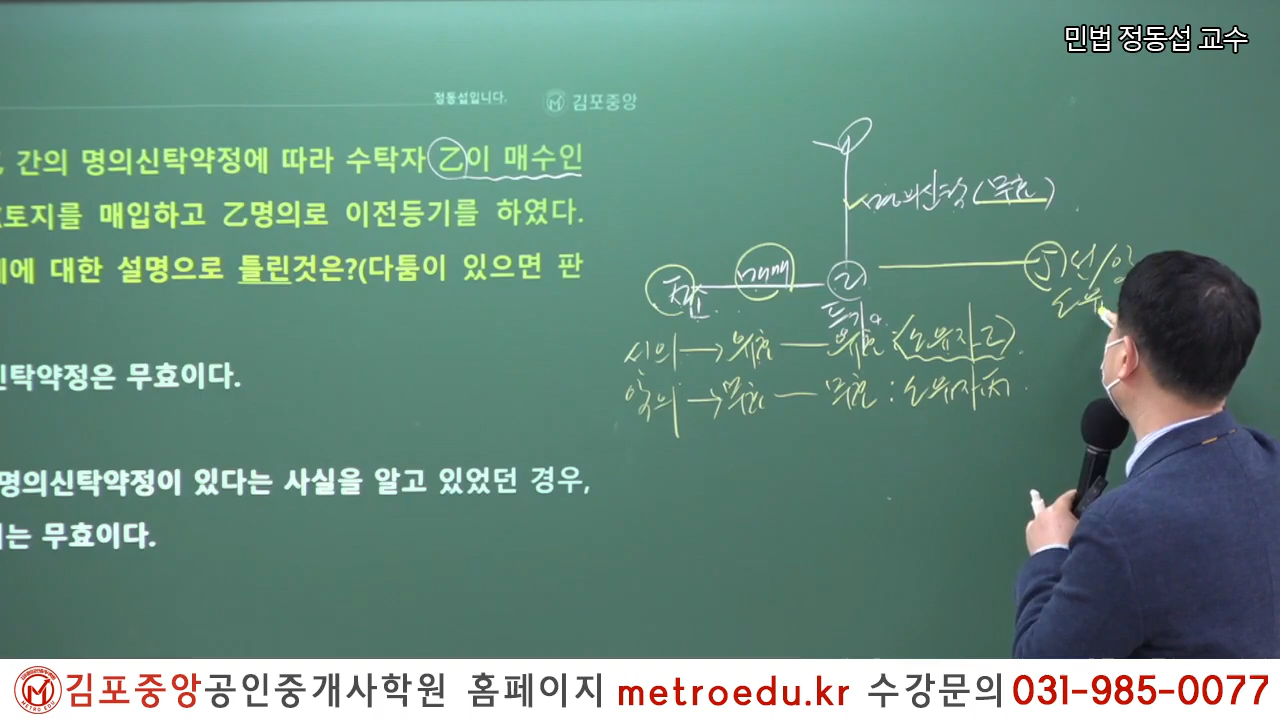 민법 정동섭 교수
정동섭입니다.
김포중앙
간의 명의신탁약정에 따라 수탁자 乙이 매수인
토지를 매입하고 乙명의로 이전등기를 하였다.
에 대한 설명으로 틀린것은?(다툼이 있으면 판
탁약정은 무효이다.
명의신탁약정이 있다는 사실을 알고 있었던 경우,
는 무효이다.
甲
명의신탁 (무효)
매매
乙
丁 선/악
등기
선의 → 유효 — 유효 : (소유자 乙)
악의 → 무효 — 무효 : 소유자 丙
METRO EDU
김포중앙공인중개사학원 홈페이지 metroedu.kr 수강문의 031-985-0077